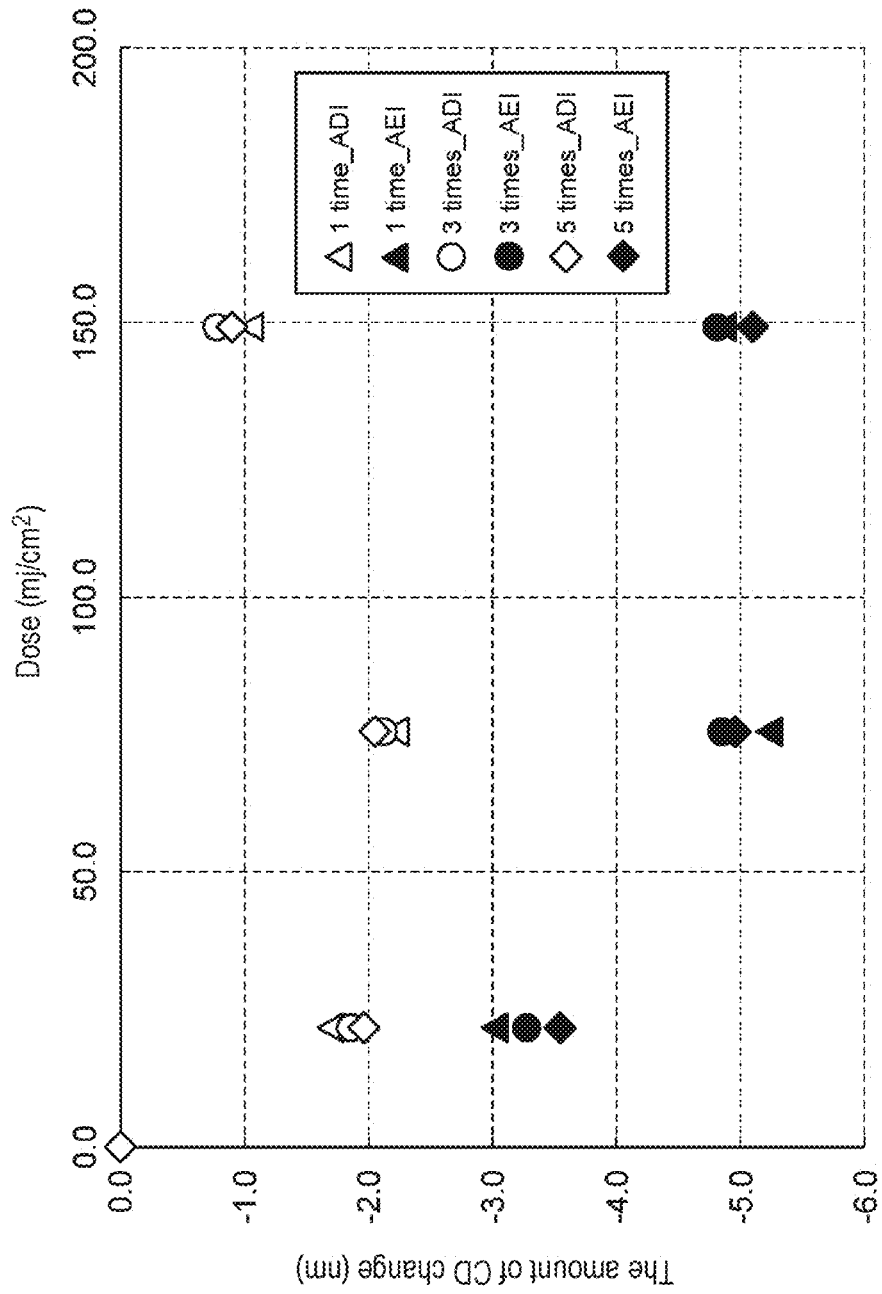 Dose (mj/cm²)
0.0 50.0 100.0 150.0 200.0
0.0
-1.0
-2.0
-3.0
-4.0
-5.0
-6.0
The amount of CD change (nm)
1 time_ADI
1 time_AEI
3 times_ADI
3 times_AEI
5 times_ADI
5 times_AEI